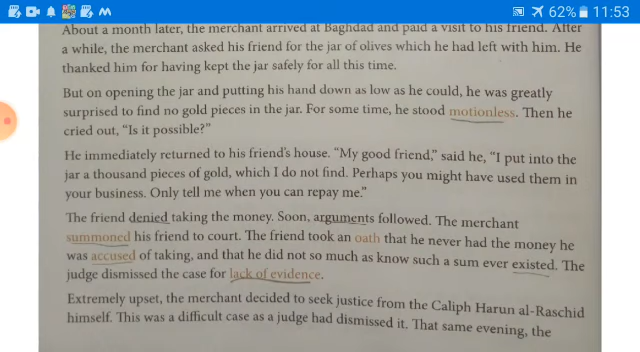 62% 11:53
About a month later, the merchant arrived at Baghdad and paid a visit to his friend. After
a while, the merchant asked his friend for the jar of olives which he had left with him. He
thanked him for having kept the jar safely for all this time.
But on opening the jar and putting his hand down as low as he could, he was greatly
surprised to find no gold pieces in the jar. For some time, he stood motionless. Then he
cried out, “Is it possible?”
He immediately returned to his friend’s house. “My good friend,” said he, “I put into the
jar a thousand pieces of gold, which I do not find. Perhaps you might have used them in
your business. Only tell me when you can repay me.”
The friend denied taking the money. Soon, arguments followed. The merchant
summoned his friend to court. The friend took an oath that he never had the money he
was accused of taking, and that he did not so much as know such a sum ever existed. The
judge dismissed the case for lack of evidence.
Extremely upset, the merchant decided to seek justice from the Caliph Harun al-Raschid
himself. This was a difficult case as a judge had dismissed it. That same evening, the